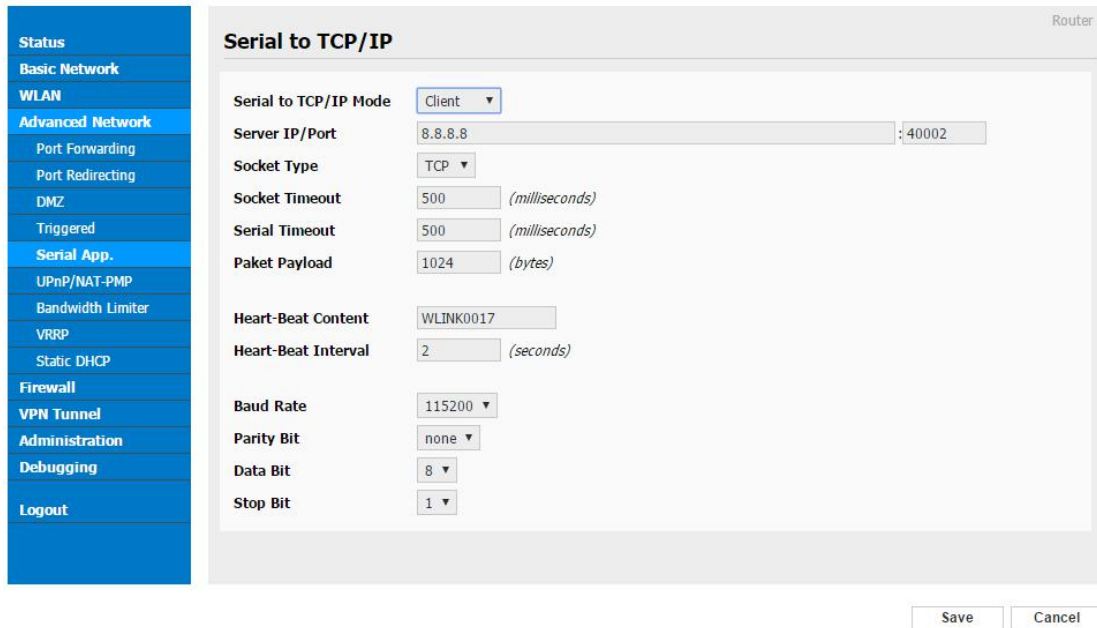 Router
Status
Basic Network
WLAN
Advanced Network
Port Forwarding
Port Redirecting
DMZ
Triggered
Serial App.
UPnP/NAT-PMP
Bandwidth Limiter
VRRP
Static DHCP
Firewall
VPN Tunnel
Administration
Debugging
Logout
Serial to TCP/IP
Serial to TCP/IP Mode Client ▼
Server IP/Port 8.8.8.8 : 40002
Socket Type TCP ▼
Socket Timeout 500 (milliseconds)
Serial Timeout 500 (milliseconds)
Paket Payload 1024 (bytes)
Heart-Beat Content WLINK0017
Heart-Beat Interval 2 (seconds)
Baud Rate 115200 ▼
Parity Bit none ▼
Data Bit 8 ▼
Stop Bit 1 ▼
Save Cancel